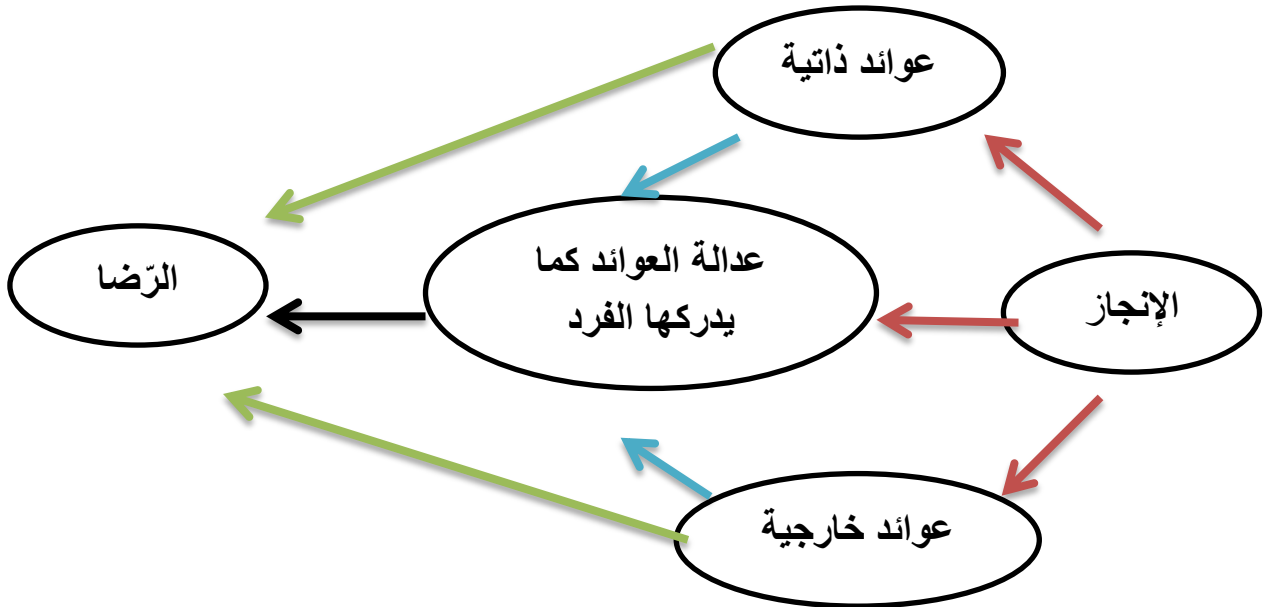 عوائد ذاتية
عدالة العوائد كما
يدركها الفرد
الرّضا
الإنجاز
عوائد خارجية